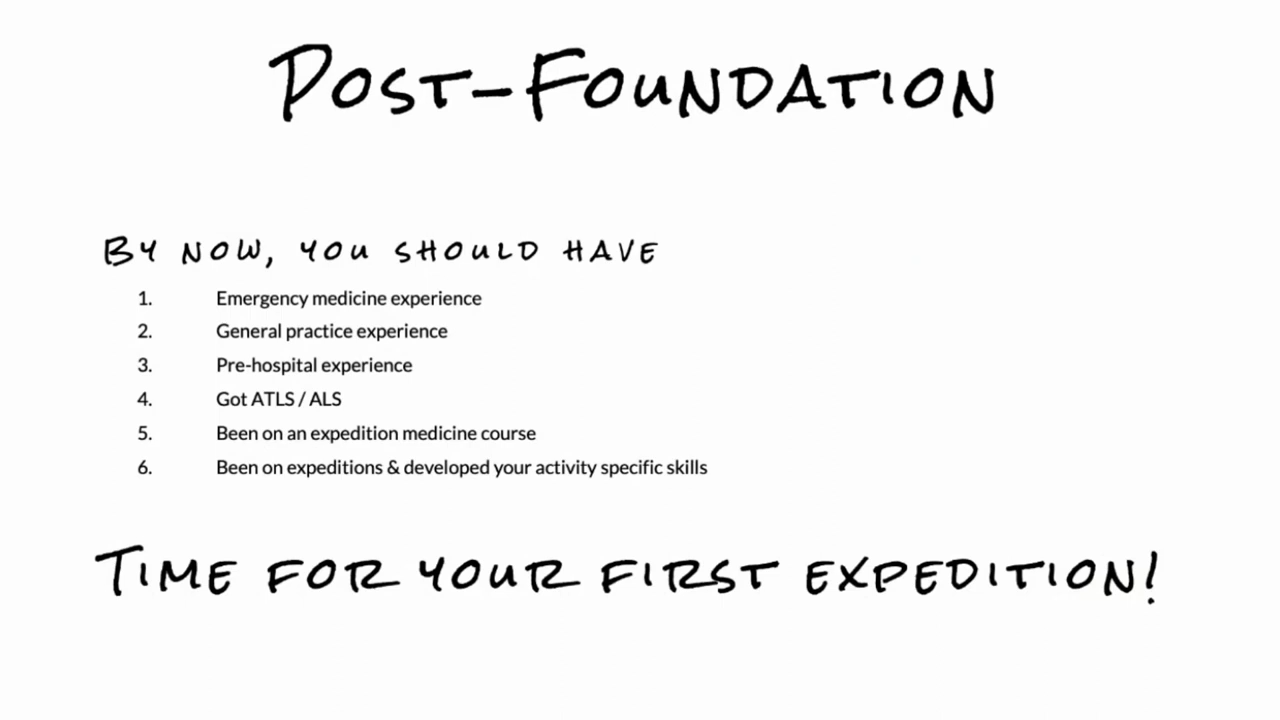 POST-FOUNDATION
BY NOW, YOU SHOULD HAVE
1. Emergency medicine experience
2. General practice experience
3. Pre-hospital experience
4. Got ATLS / ALS
5. Been on an expedition medicine course
6. Been on expeditions & developed your activity specific skills
TIME FOR YOUR FIRST EXPEDITION!